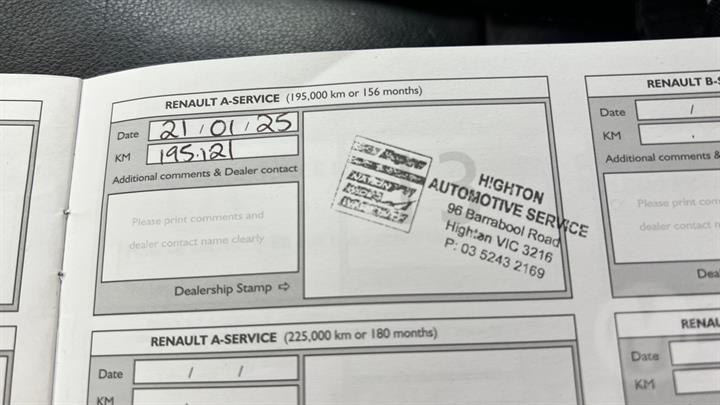 RENAULT A-SERVICE (195,000 km or 156 months)
Date 21 / 01 / 25
KM 195,121
Additional comments & Dealer contact
Please print comments and
dealer contact name clearly
Dealership Stamp ⇨
NATION
HIGHTON
AUTOMOTIVE SERVICE
96 Barrabool Road
Highton VIC 3216
P: 03 5243 2169
RENAULT B-S
Date /
KM ,
Additional comments &
Please print com
dealer contact n
Dea
RENAULT A-SERVICE (225,000 km or 180 months)
Date / /
KM
RENAU
Date
KM